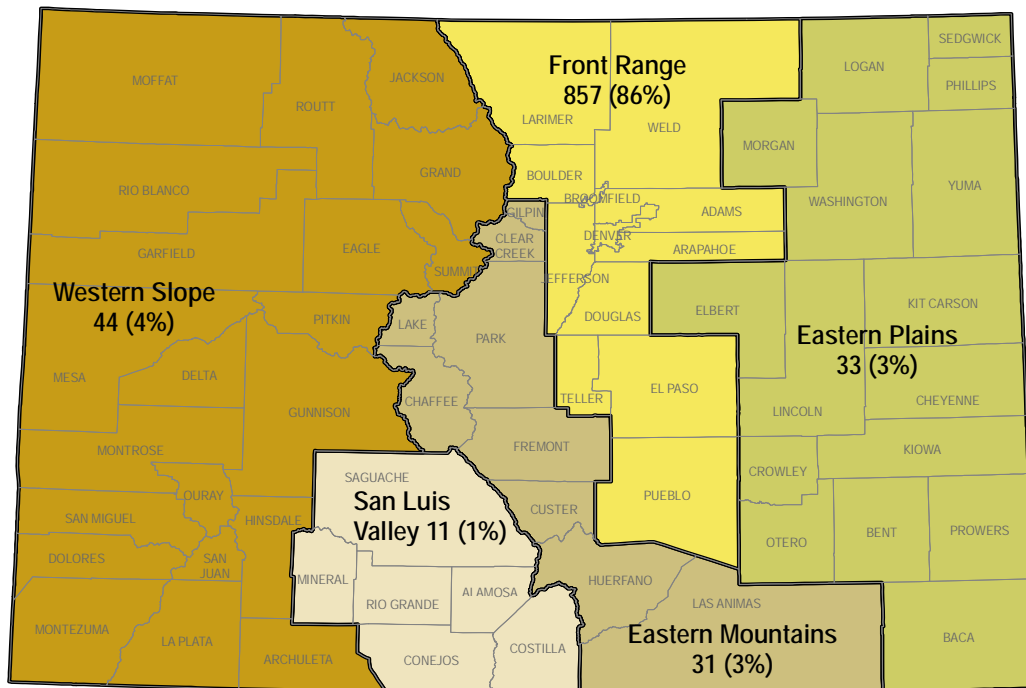 SEDGWICK
LOGAN
Front Range
857 (86%)
MOFFAT
JACKSON
PHILLIPS
ROUTT
LARIMER
WELD
MORGAN
GRAND
BOULDER
YUMA
RIO BLANCO
BROOMFIELD
WASHINGTON
GILPIN
ADAMS
CLEAR
CREEK
DENVER
EAGLE
ARAPAHOE
GARFIELD
SUMMIT
JEFFERSON
Western Slope
44 (4%)
ELBERT
KIT CARSON
PITKIN
LAKE
DOUGLAS
PARK
Eastern Plains
33 (3%)
MESA
DELTA
EL PASO
TELLER
CHAFFEE
CHEYENNE
GUNNISON
LINCOLN
MONTROSE
FREMONT
KIOWA
SAGUACHE
CROWLEY
OURAY
PUEBLO
San Luis
Valley 11 (1%)
CUSTER
SAN MIGUEL
HINSDALE
BENT
PROWERS
OTERO
DOLORES
SAN
JUAN
MINERAL
HUERFANO
ALAMOSA
RIO GRANDE
LAS ANIMAS
MONTEZUMA
LA PLATA
Eastern Mountains
31 (3%)
BACA
COSTILLA
ARCHULETA
CONEJOS